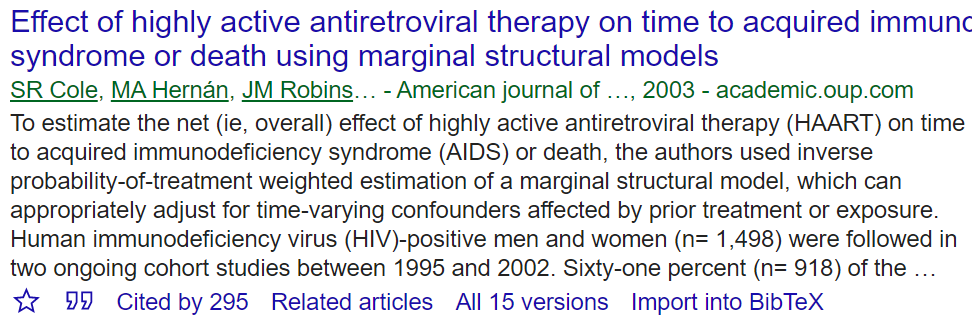 Effect of highly active antiretroviral therapy on time to acquired immuno
syndrome or death using marginal structural models
SR Cole, MA Hernán, JM Robins… - American journal of …, 2003 - academic.oup.com
To estimate the net (ie, overall) effect of highly active antiretroviral therapy (HAART) on time
to acquired immunodeficiency syndrome (AIDS) or death, the authors used inverse
probability-of-treatment weighted estimation of a marginal structural model, which can
appropriately adjust for time-varying confounders affected by prior treatment or exposure.
Human immunodeficiency virus (HIV)-positive men and women (n= 1,498) were followed in
two ongoing cohort studies between 1995 and 2002. Sixty-one percent (n= 918) of the …
Cited by 295 Related articles All 15 versions Import into BibTeX